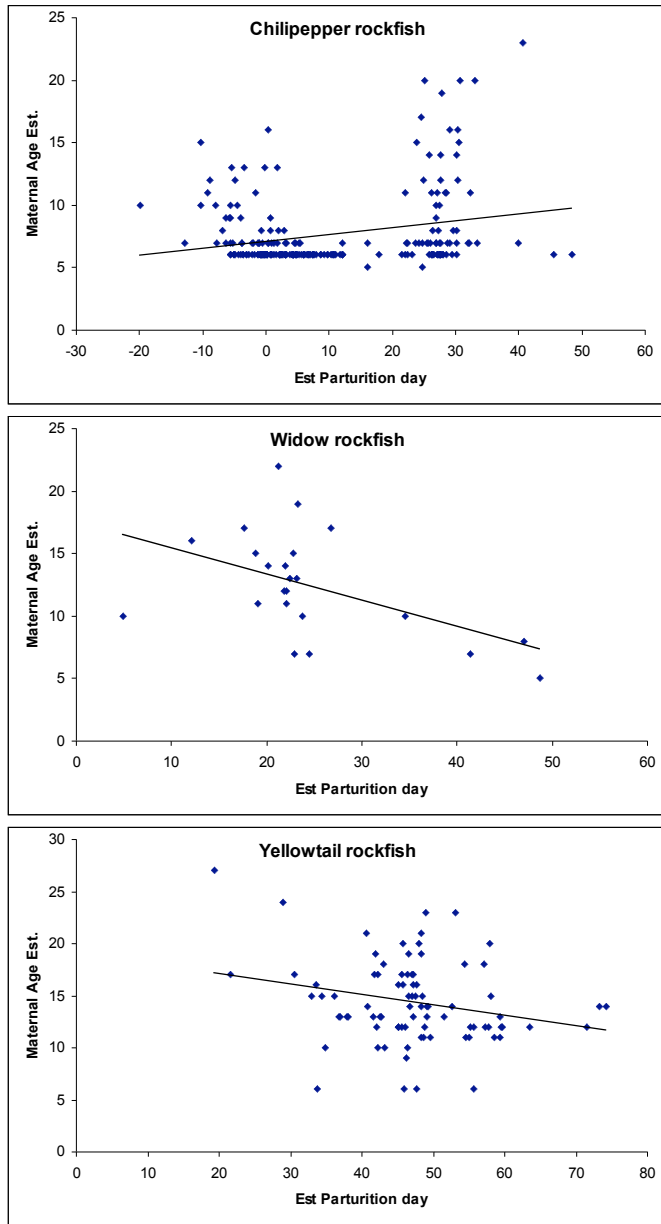 Chilipepper rockfish
Maternal Age Est.
25
20
15
10
5
0
-30 -20 -10 0 10 20 30 40 50 60
Est Parturition day
Widow rockfish
Maternal Age Est.
25
20
15
10
5
0
0 10 20 30 40 50 60
Est Parturition day
Yellowtail rockfish
Maternal Age Est.
30
25
20
15
10
5
0
0 10 20 30 40 50 60 70 80
Est Parturition day